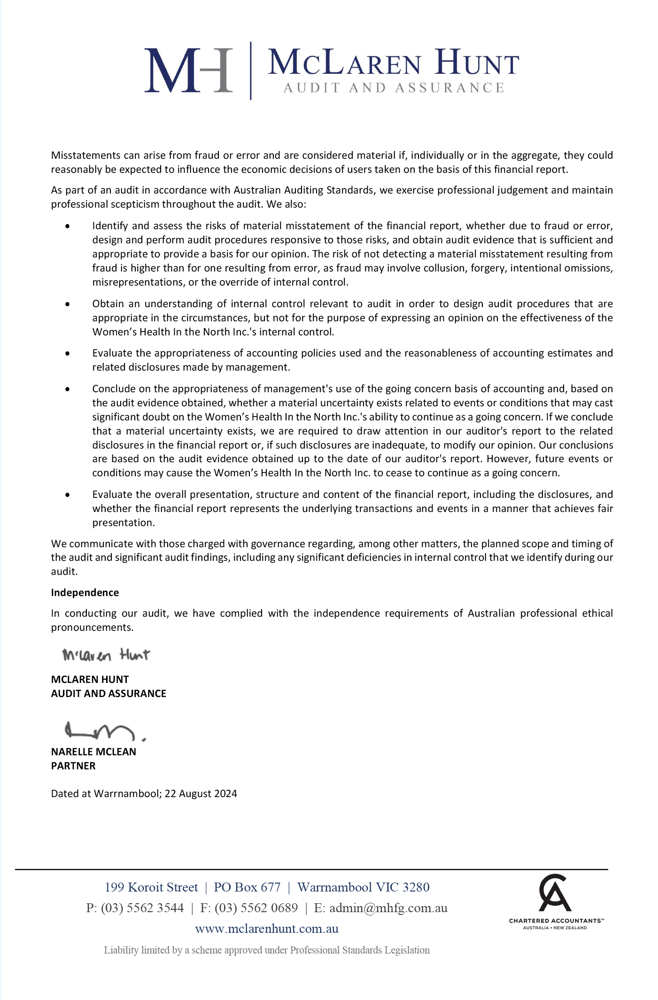 MH | McLaren Hunt
AUDIT AND ASSURANCE
Misstatements can arise from fraud or error and are considered material if, individually or in the aggregate, they could
reasonably be expected to influence the economic decisions of users taken on the basis of this financial report.
As part of an audit in accordance with Australian Auditing Standards, we exercise professional judgement and maintain
professional scepticism throughout the audit. We also:
• Identify and assess the risks of material misstatement of the financial report, whether due to fraud or error,
design and perform audit procedures responsive to those risks, and obtain audit evidence that is sufficient and
appropriate to provide a basis for our opinion. The risk of not detecting a material misstatement resulting from
fraud is higher than for one resulting from error, as fraud may involve collusion, forgery, intentional omissions,
misrepresentations, or the override of internal control.
• Obtain an understanding of internal control relevant to audit in order to design audit procedures that are
appropriate in the circumstances, but not for the purpose of expressing an opinion on the effectiveness of the
Women’s Health In the North Inc.'s internal control.
• Evaluate the appropriateness of accounting policies used and the reasonableness of accounting estimates and
related disclosures made by management.
• Conclude on the appropriateness of management's use of the going concern basis of accounting and, based on
the audit evidence obtained, whether a material uncertainty exists related to events or conditions that may cast
significant doubt on the Women’s Health In the North Inc.'s ability to continue as a going concern. If we conclude
that a material uncertainty exists, we are required to draw attention in our auditor's report to the related
disclosures in the financial report or, if such disclosures are inadequate, to modify our opinion. Our conclusions
are based on the audit evidence obtained up to the date of our auditor's report. However, future events or
conditions may cause the Women’s Health In the North Inc. to cease to continue as a going concern.
• Evaluate the overall presentation, structure and content of the financial report, including the disclosures, and
whether the financial report represents the underlying transactions and events in a manner that achieves fair
presentation.
We communicate with those charged with governance regarding, among other matters, the planned scope and timing of
the audit and significant audit findings, including any significant deficiencies in internal control that we identify during our
audit.
Independence
In conducting our audit, we have complied with the independence requirements of Australian professional ethical
pronouncements.
McLaren Hunt
MCLAREN HUNT
AUDIT AND ASSURANCE
NARELLE MCLEAN
PARTNER
Dated at Warrnambool; 22 August 2024
199 Koroit Street | PO Box 677 | Warrnambool VIC 3280
P: (03) 5562 3544 | F: (03) 5562 0689 | E: admin@mhfg.com.au
www.mclarenhunt.com.au
Liability limited by a scheme approved under Professional Standards Legislation
CA
CHARTERED ACCOUNTANTS™
AUSTRALIA + NEW ZEALAND